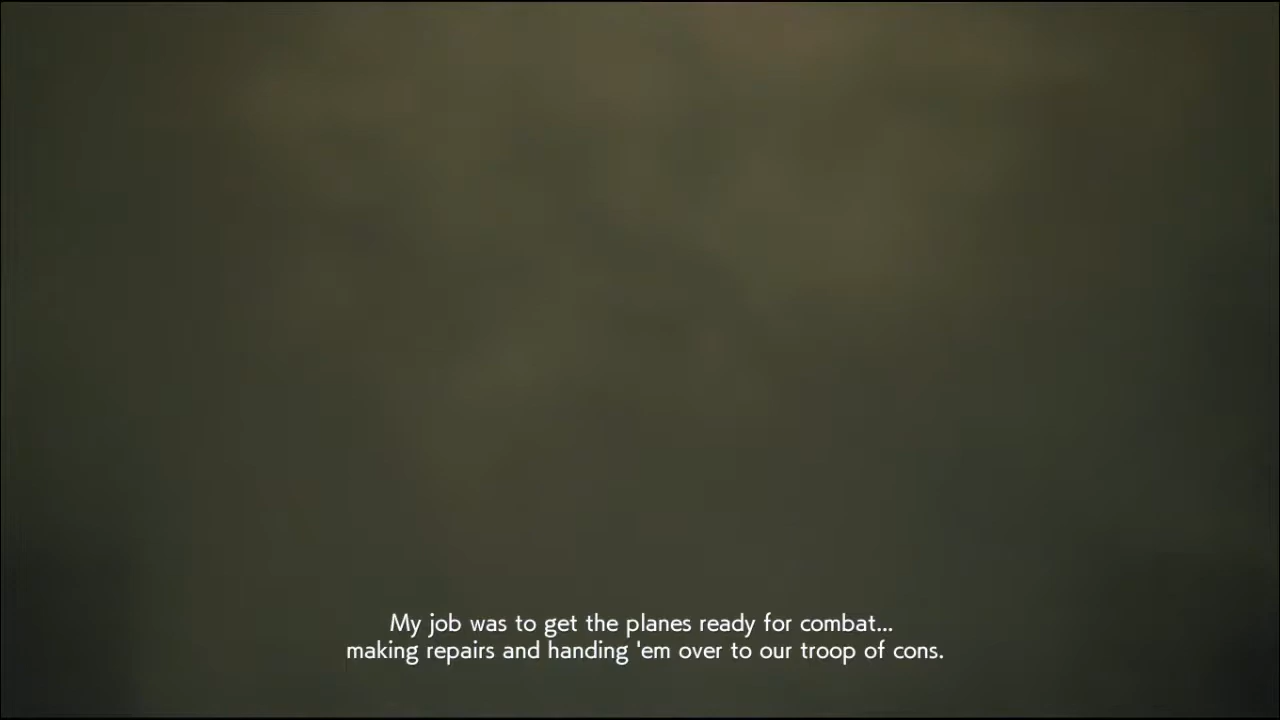 My job was to get the planes ready for combat...
making repairs and handing 'em over to our troop of cons.